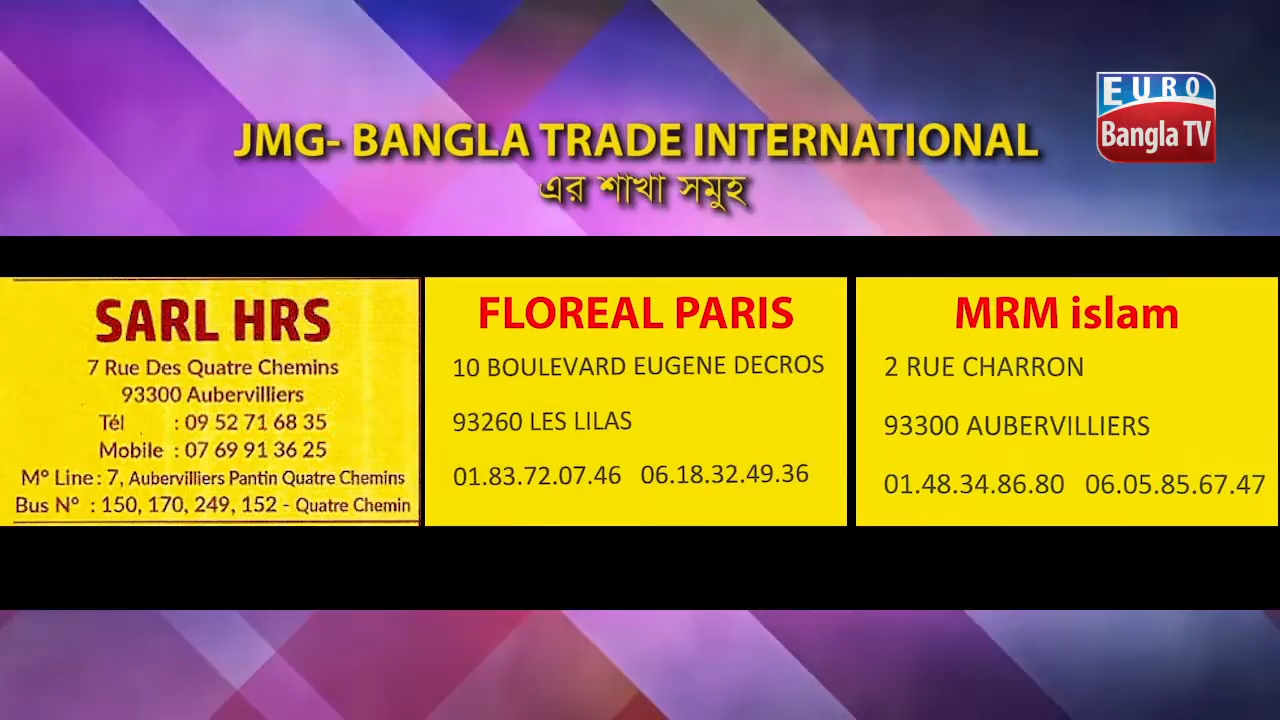 EURO
Bangla TV
JMG- BANGLA TRADE INTERNATIONAL
এর শাখা সমুহ
SARL HRS
7 Rue Des Quatre Chemins
93300 Aubervilliers
Tél : 09 52 71 68 35
Mobile : 07 69 91 36 25
M° Line : 7, Aubervilliers Pantin Quatre Chemins
Bus N° : 150, 170, 249, 152 - Quatre Chemin
FLOREAL PARIS
10 BOULEVARD EUGENE DECROS
93260 LES LILAS
01.83.72.07.46 06.18.32.49.36
MRM islam
2 RUE CHARRON
93300 AUBERVILLIERS
01.48.34.86.80 06.05.85.67.47